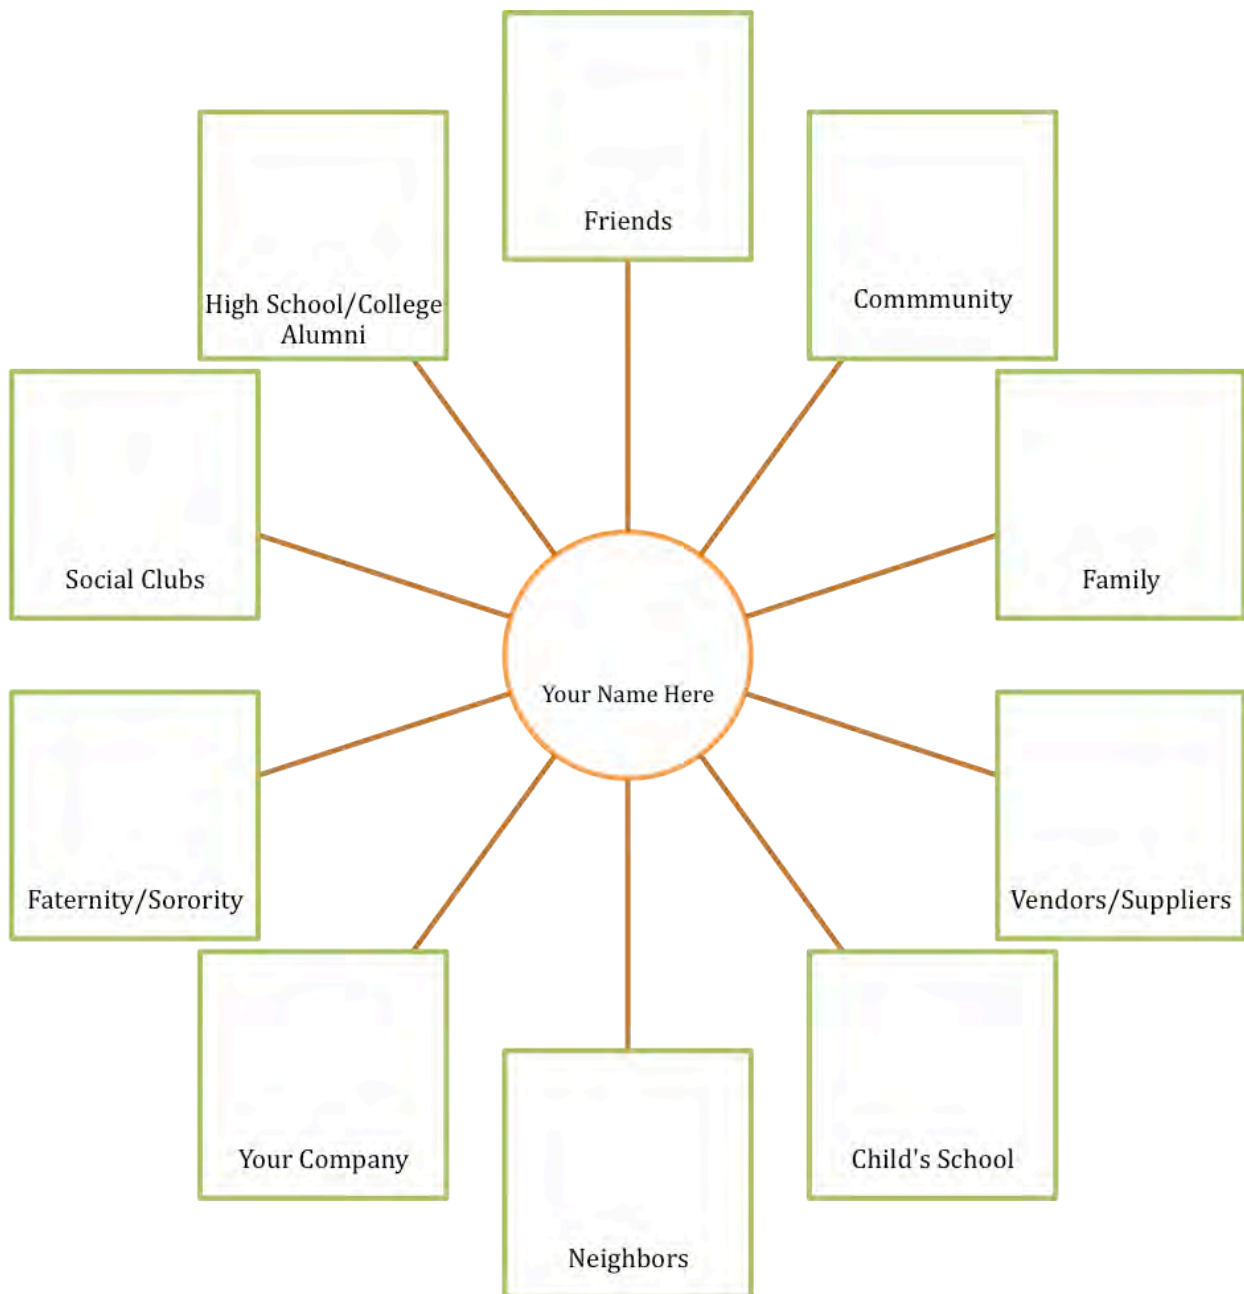 Friends
Commmunity
High School/College
Alumni
Social Clubs
Family
Your Name Here
Faternity/Sorority
Vendors/Suppliers
Your Company
Child's School
Neighbors